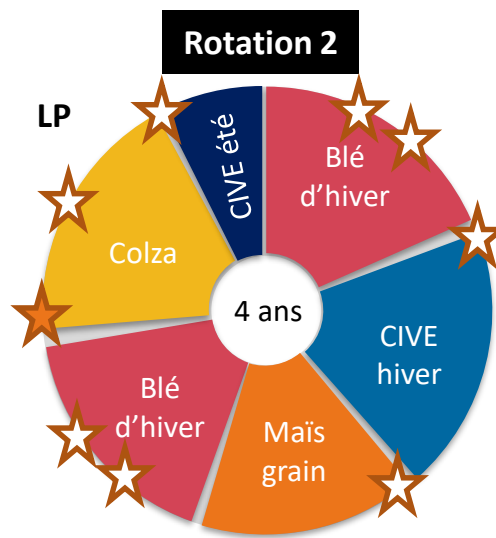 Rotation 2
LP
CIVE été
Blé
d’hiver
Colza
4 ans
CIVE
hiver
Blé
d’hiver
Maïs
grain